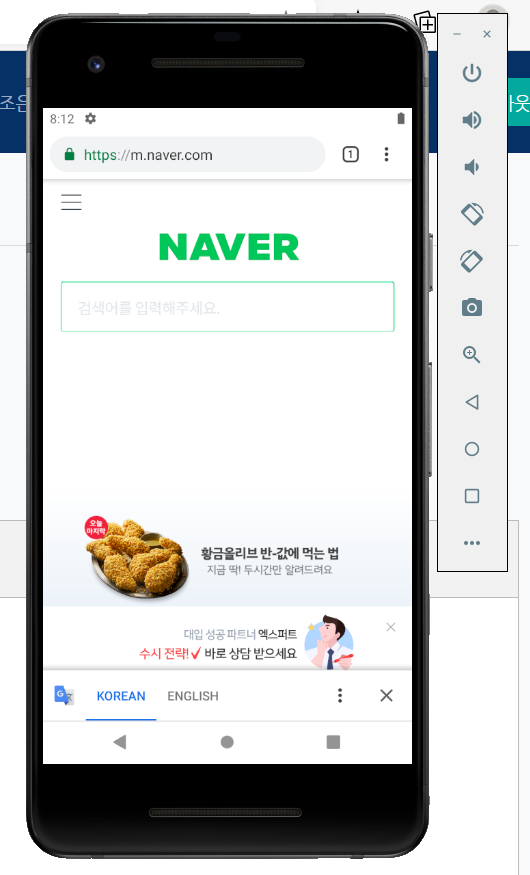 조은
8:12
https://m.naver.com
1
NAVER
검색어를 입력해주세요.
오늘
마지막
황금올리브 반-값에 먹는 법
지금 딱! 두시간만 알려드려요
대입 성공 파트너 엑스퍼트
수시 전략! 바로 상담 받으세요
G
KOREAN
ENGLISH